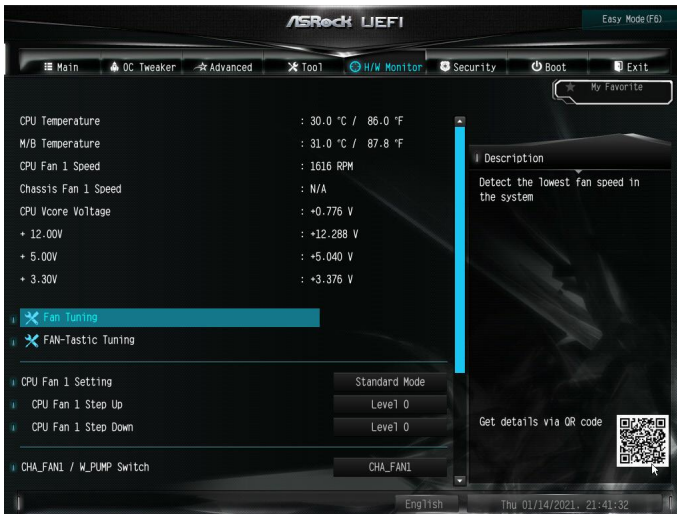 ASRock UEFI
Easy Mode(F6)
Main OC Tweaker Advanced Tool H/W Monitor Security Boot Exit
My Favorite
CPU Temperature : 30.0 °C / 86.0 °F
M/B Temperature : 31.0 °C / 87.8 °F
CPU Fan 1 Speed : 1616 RPM
Chassis Fan 1 Speed : N/A
CPU Vcore Voltage : +0.776 V
+ 12.00V : +12.288 V
+ 5.00V : +5.040 V
+ 3.30V : +3.376 V
Fan Tuning
FAN-Tastic Tuning
CPU Fan 1 Setting Standard Mode
CPU Fan 1 Step Up Level 0
CPU Fan 1 Step Down Level 0
CHA_FAN1 / W_PUMP Switch CHA_FAN1
Description
Detect the lowest fan speed in
the system
Get details via QR code
English
Thu 01/14/2021. 21:41:32